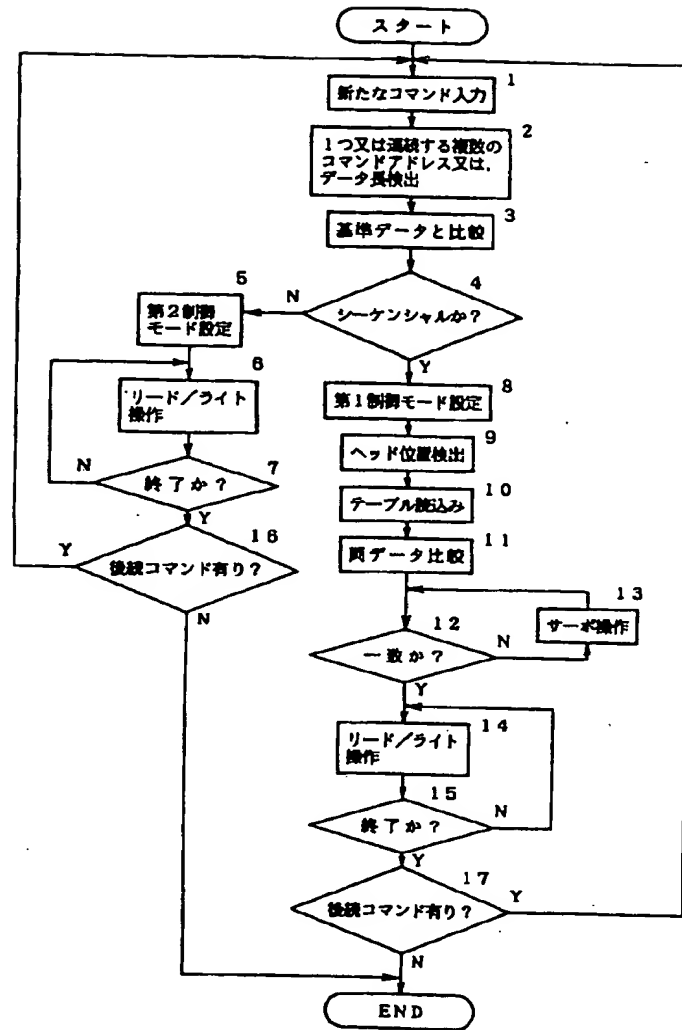 スタート
1
新たなコマンド入力
2
1つ又は連続する複数の
コマンドアドレス又は、
データ長検出
3
基準データと比較
4
シーケンシャルか?
N
Y
5
第2制御
モード設定
6
リード/ライト
操作
7
終了か?
N
Y
16
後続コマンド有り?
Y
N
8
第1制御モード設定
9
ヘッド位置検出
10
テーブル読込み
11
両データ比較
12
一致か?
N
Y
13
サーボ操作
14
リード/ライト
操作
15
終了か?
N
Y
17
後続コマンド有り?
Y
N
END